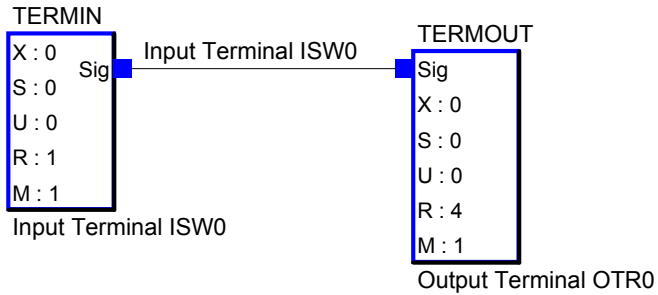 TERMIN
X : 0
Sig
S : 0
U : 0
R : 1
M : 1
Input Terminal ISW0
Input Terminal ISW0
TERMOUT
Sig
X : 0
S : 0
U : 0
R : 4
M : 1
Output Terminal OTR0